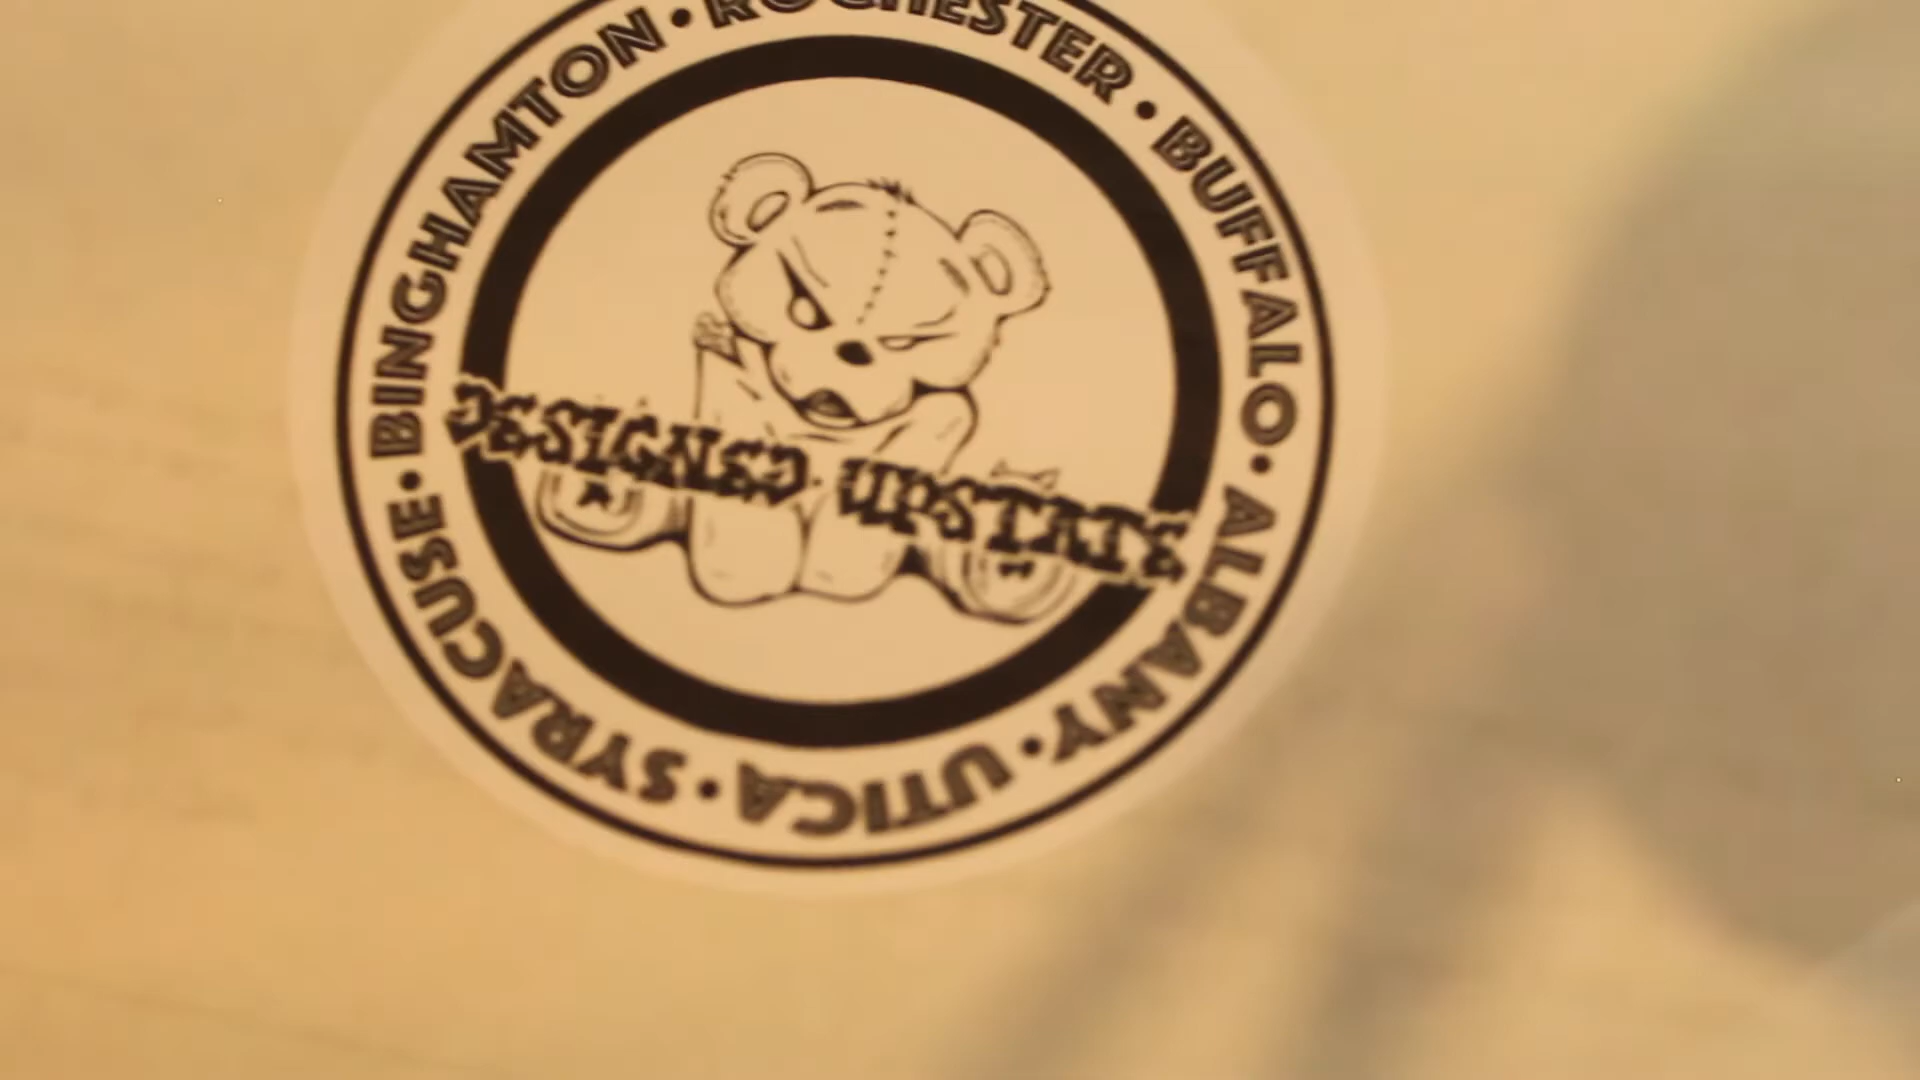 BINGHAMTON • ROCHESTER • BUFFALO • ALBANY • UTICA • SYRACUSE •
DESIGNED UPSTATE